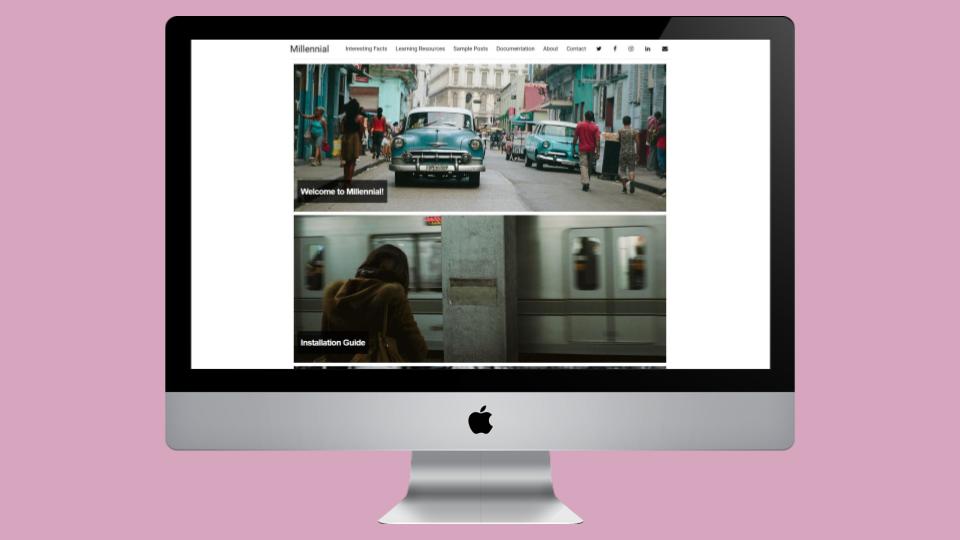 Millennial Interesting Facts Learning Resources Sample Posts Documentation About Contact
Welcome to Millennial!
Installation Guide